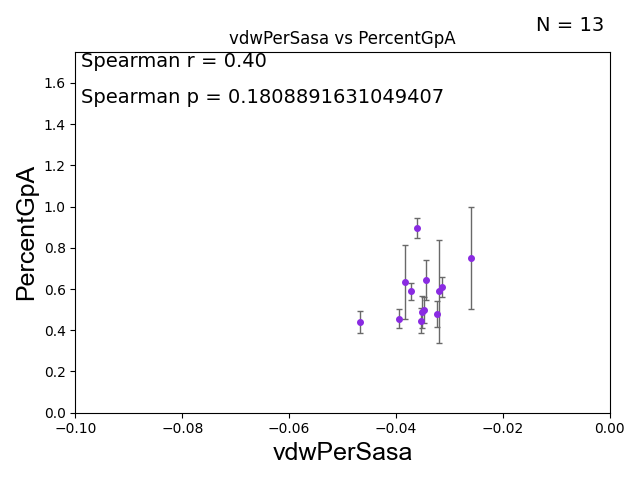 N = 13
vdwPerSasa vs PercentGpA
Spearman r = 0.40
Spearman p = 0.1808891631049407
PercentGpA
1.6
1.4
1.2
1.0
0.8
0.6
0.4
0.2
0.0
−0.10
−0.08
−0.06
−0.04
−0.02
0.00
vdwPerSasa